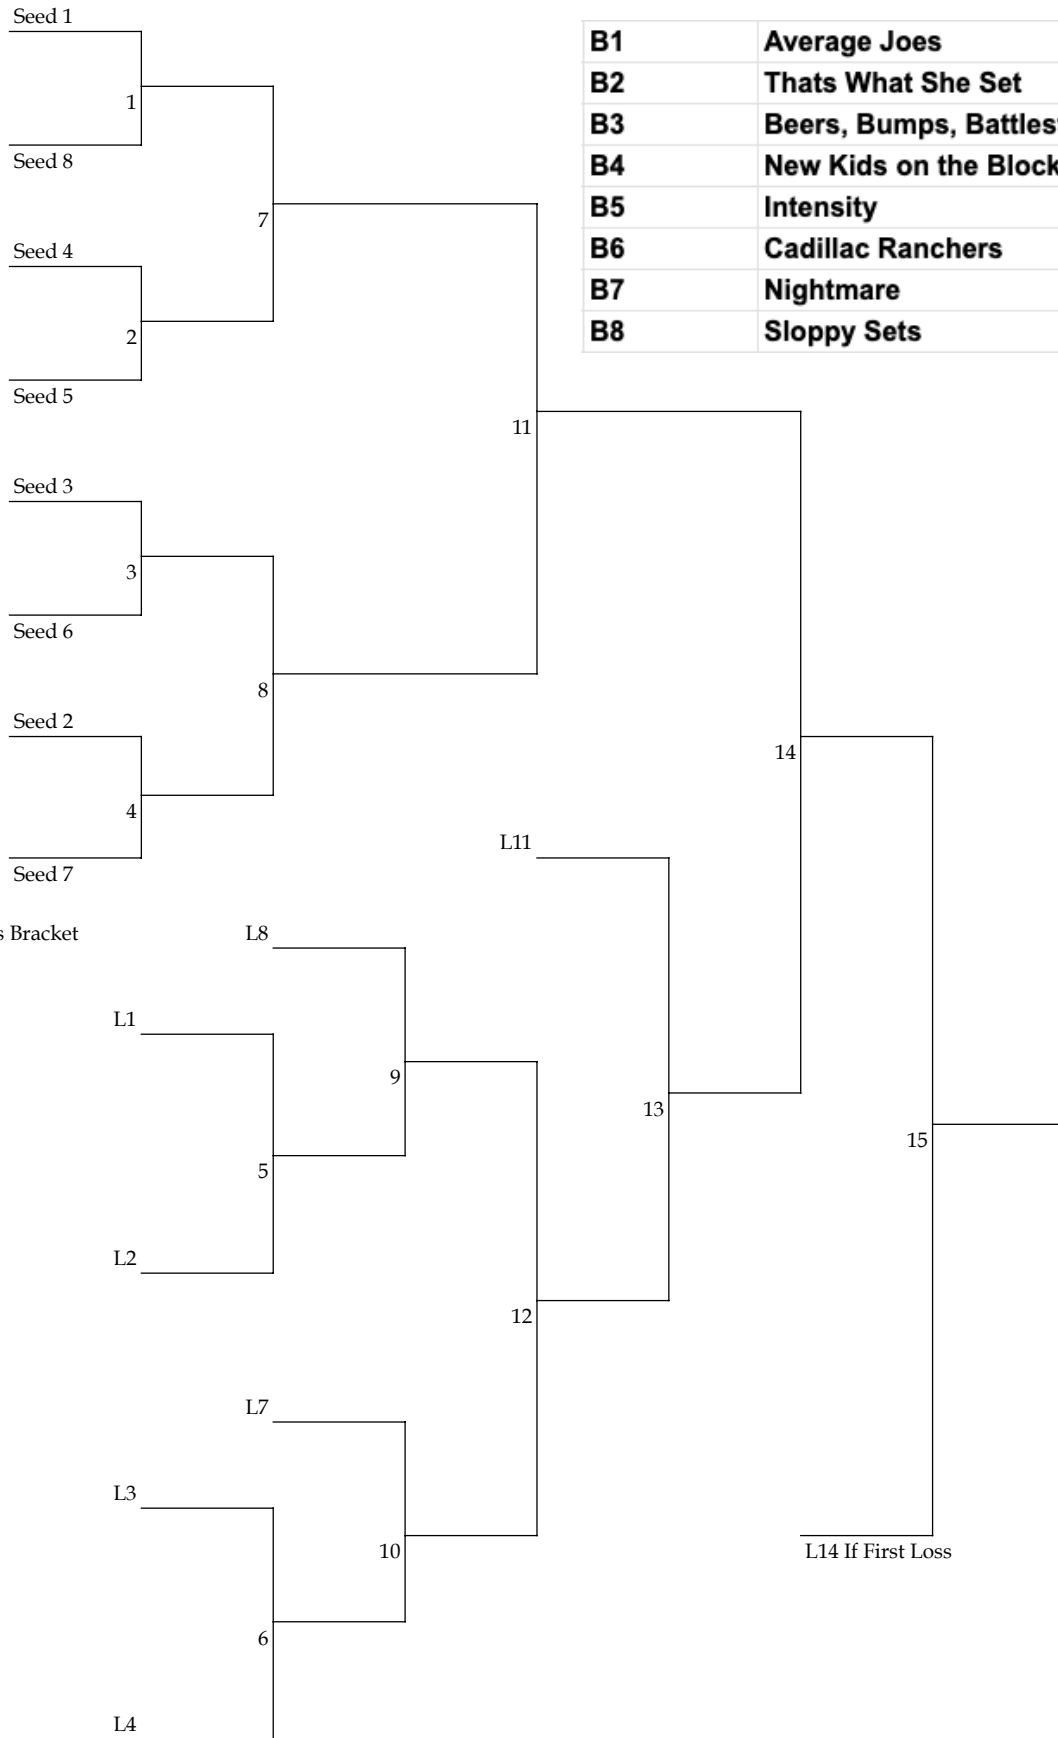 Seed 1
1
Seed 8
7
Seed 4
2
Seed 5
11
Seed 3
3
Seed 6
8
Seed 2
4
Seed 7
14
B1 Average Joes
B2 Thats What She Set
B3 Beers, Bumps,
B4 New Kids on the Block
B5 Intensity
B6 Cadillac Ranchers
B7 Nightmare
B8 Sloppy Sets
L11
Bracket
L8
L1
9
5
L2
13
15
12
L7
L3
10
6
L4
L14 If First Loss